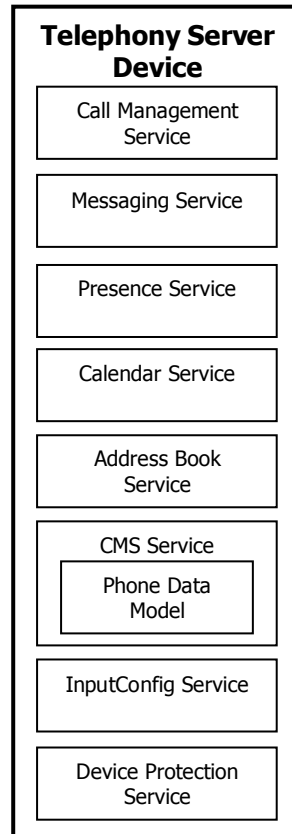 Telephony Server
Device
Call Management
Service
Messaging Service
Presence Service
Calendar Service
Address Book
Service
CMS Service
Phone Data
Model
InputConfig Service
Device Protection
Service